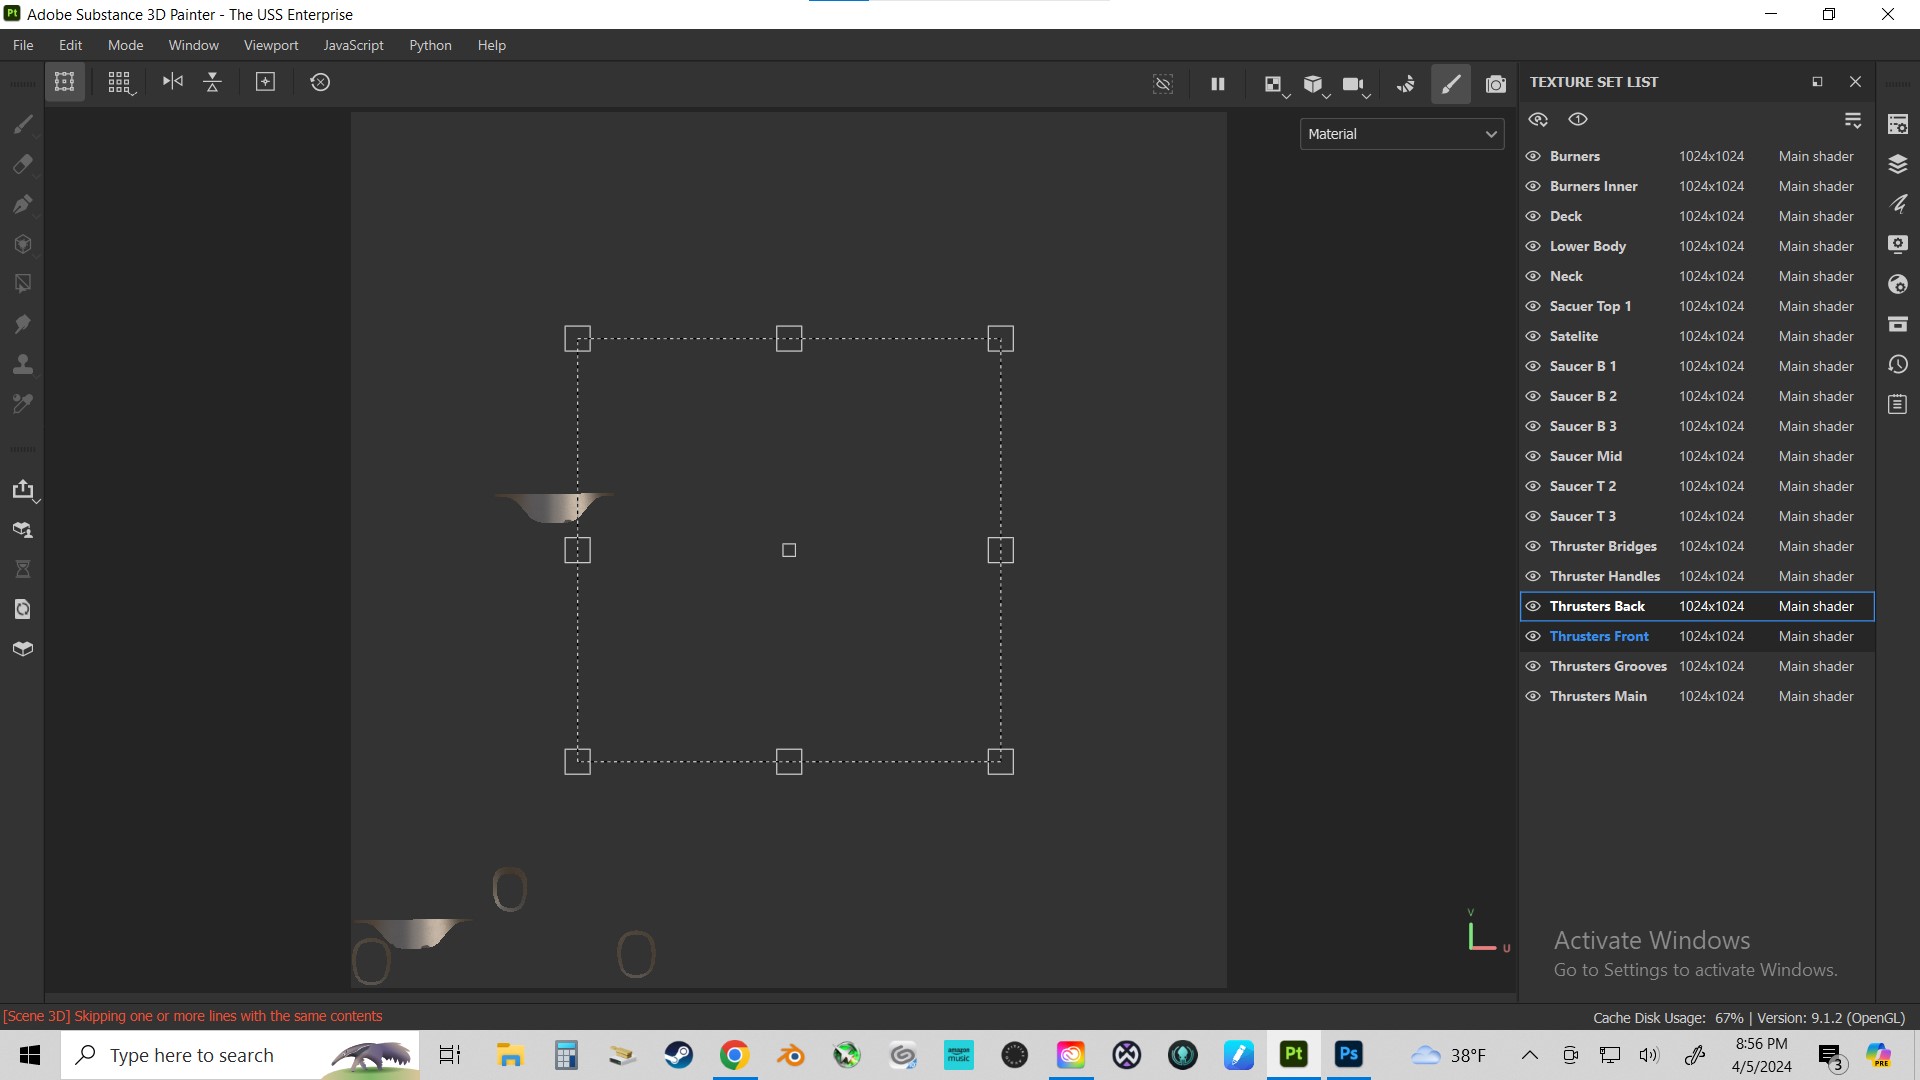 Pt Adobe Substance 3D Painter - The USS Enterprise
File Edit Mode Window Viewport JavaScript Python Help
TEXTURE SET LIST
Material
1
Burners 1024x1024 Main shader
Burners Inner 1024x1024 Main shader
Deck 1024x1024 Main shader
Lower Body 1024x1024 Main shader
Neck 1024x1024 Main shader
Sacuer Top 1 1024x1024 Main shader
Satelite 1024x1024 Main shader
Saucer B 1 1024x1024 Main shader
Saucer B 2 1024x1024 Main shader
Saucer B 3 1024x1024 Main shader
Saucer Mid 1024x1024 Main shader
Saucer T 2 1024x1024 Main shader
Saucer T 3 1024x1024 Main shader
Thruster Bridges 1024x1024 Main shader
Thruster Handles 1024x1024 Main shader
Thrusters Back 1024x1024 Main shader
Thrusters Front 1024x1024 Main shader
Thrusters Grooves 1024x1024 Main shader
Thrusters Main 1024x1024 Main shader
V
U
Activate Windows
Go to Settings to activate Windows.
[Scene 3D] Skipping one or more lines with the same contents
Cache Disk Usage: 67% | Version: 9.1.2 (OpenGL)
Type here to search
amazon music
Pt
Ps
38°F
8:56 PM
4/5/2024
3
PRE